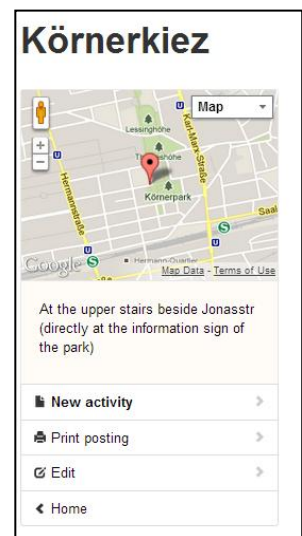 Körnerkiez
Map
Lessinghöhe
Karl-Marx-Straße
Hermannstraße
Körnerpark
Saal
Hermann-Quartier
Google
Map Data - Terms of Use
At the upper stairs beside Jonasstr
(directly at the information sign of
the park)
New activity
Print posting
Edit
Home